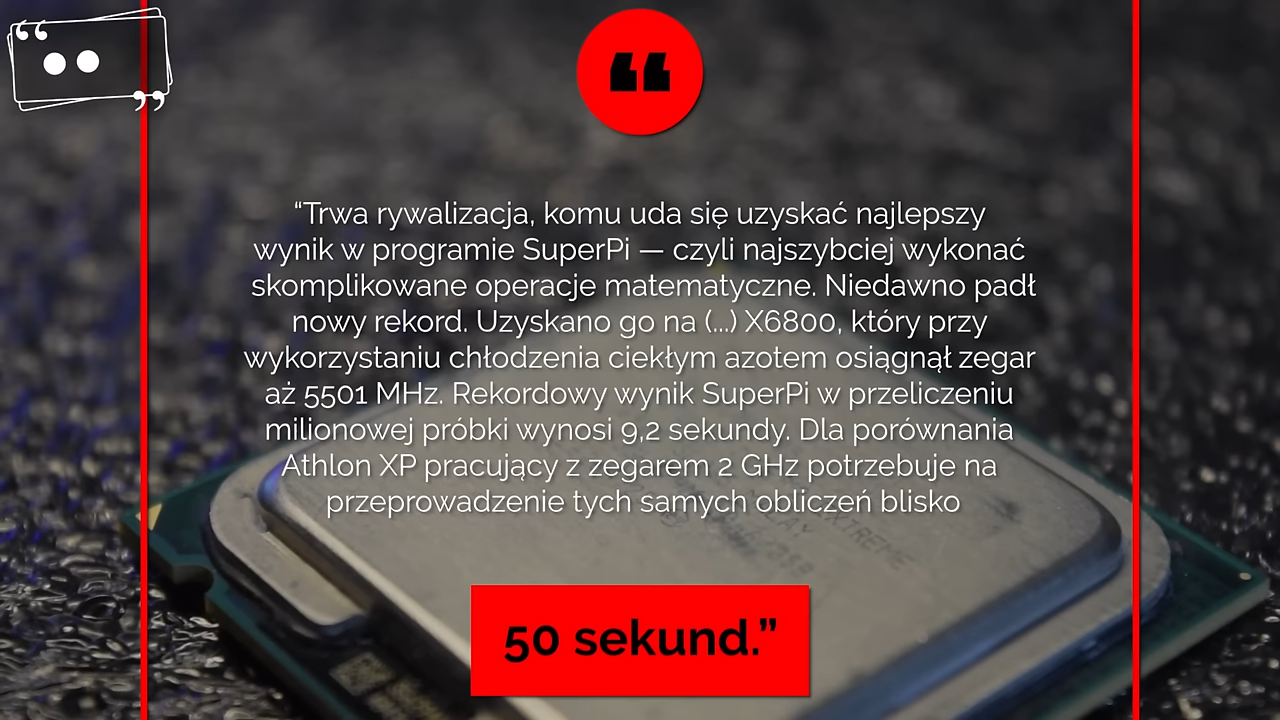 “Trwa rywalizacja, komu uda się uzyskać najlepszy
wynik w programie SuperPi — czyli najszybciej wykonać
skomplikowane operacje matematyczne. Niedawno padł
nowy rekord. Uzyskano go na (...) X6800, który przy
wykorzystaniu chłodzenia ciekłym azotem osiągnął zegar
aż 5501 MHz. Rekordowy wynik SuperPi w przeliczeniu
milionowej próbki wynosi 9,2 sekundy. Dla porównania
Athlon XP pracujący z zegarem 2 GHz potrzebuje na
przeprowadzenie tych samych obliczeń blisko
50 sekund.”
EXTREME